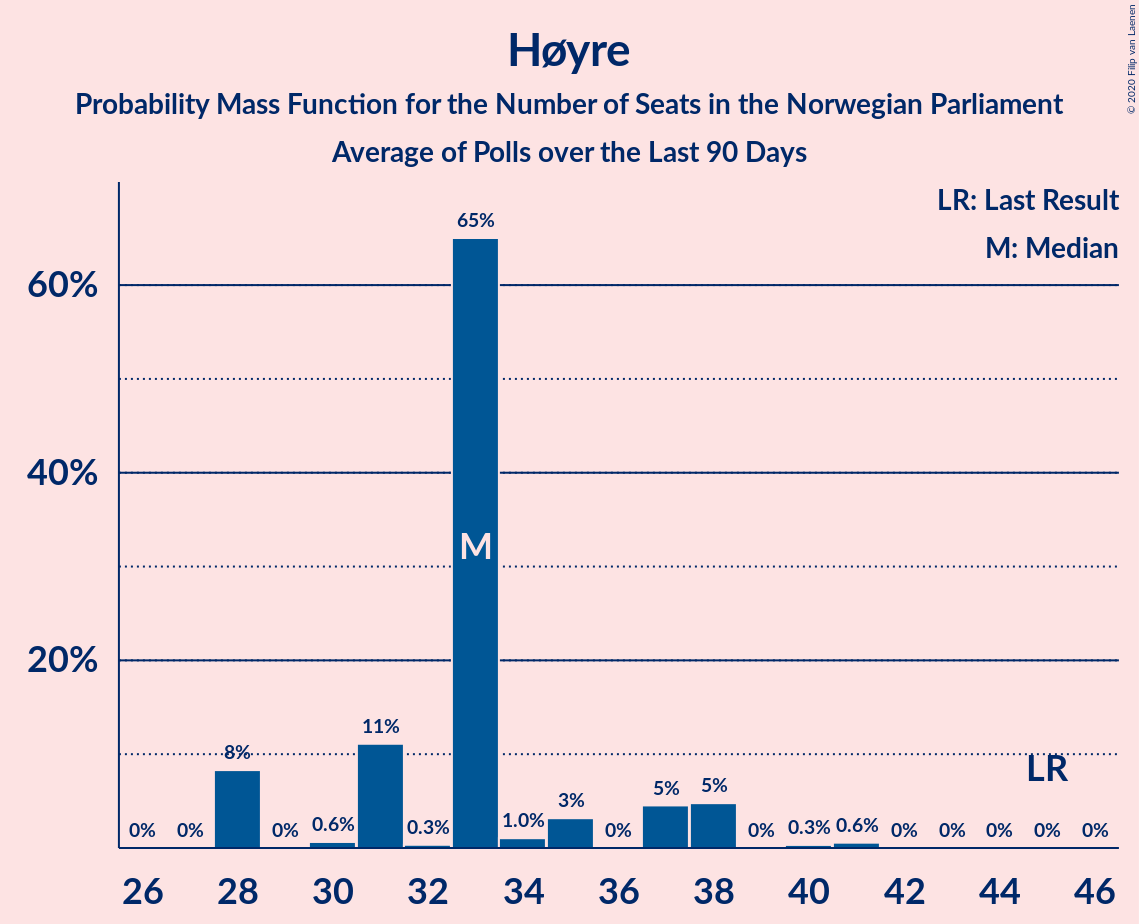 Høyre
Probability Mass Function for the Number of Seats in the Norwegian Parliament
Average of Polls over the Last 90 Days
© 2020 Filip van Laenen
LR: Last Result
M: Median
60%
40%
20%
0% 0% 8% 0% 0.6% 11% 0.3% 65% 1.0% 3% 0% 5% 5% 0% 0.3% 0.6% 0% 0% 0% 0% 0%
M
LR
26 28 30 32 34 36 38 40 42 44 46